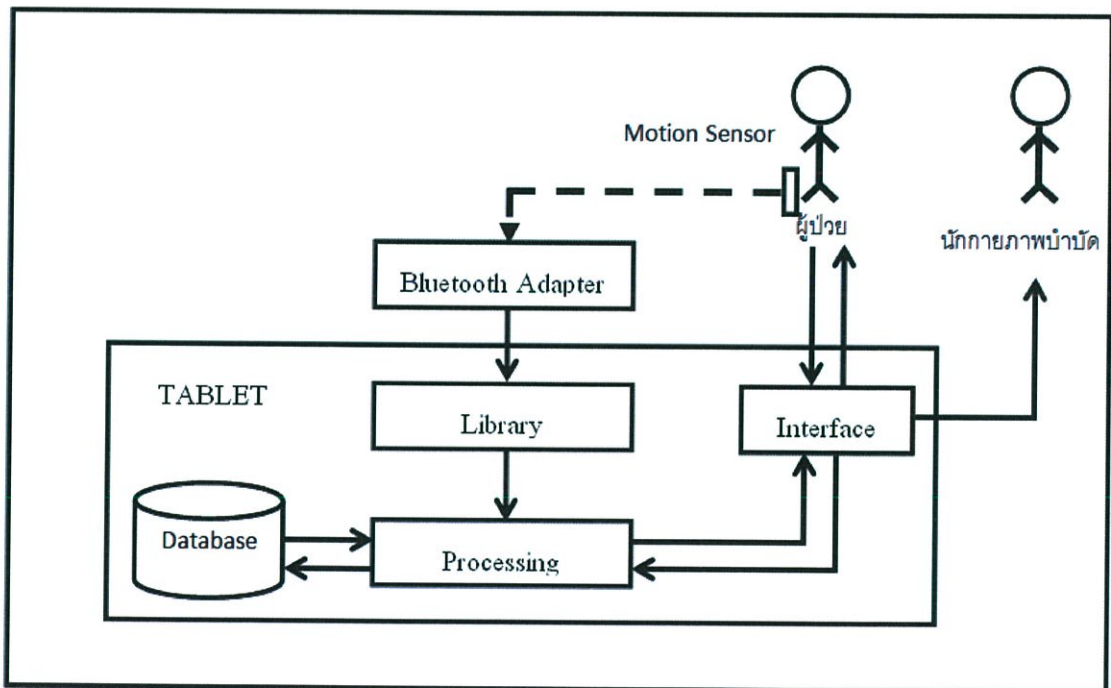 Motion Sensor
ผู้ป่วย
นักกายภาพบำบัด
Bluetooth Adapter
TABLET
Library
Interface
Database
Processing